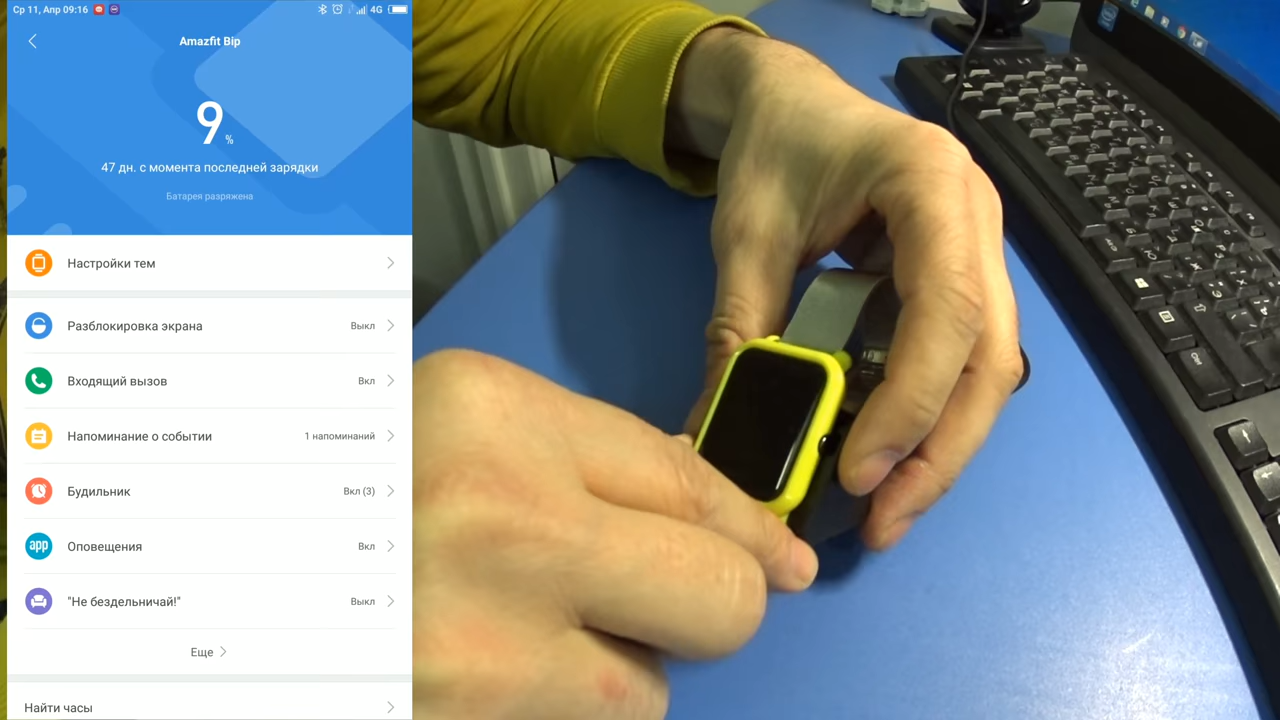 Ср 11, Апр 09:16
4G
Amazfit Bip
9 %
47 дн. с момента последней зарядки
Батарея разряжена
Настройки тем
Разблокировка экрана Выкл
Входящий вызов Вкл
Напоминание о событии 1 напоминаний
Будильник Вкл (3)
app Оповещения Вкл
"Не бездельничай!" Выкл
Еще
Найти часы